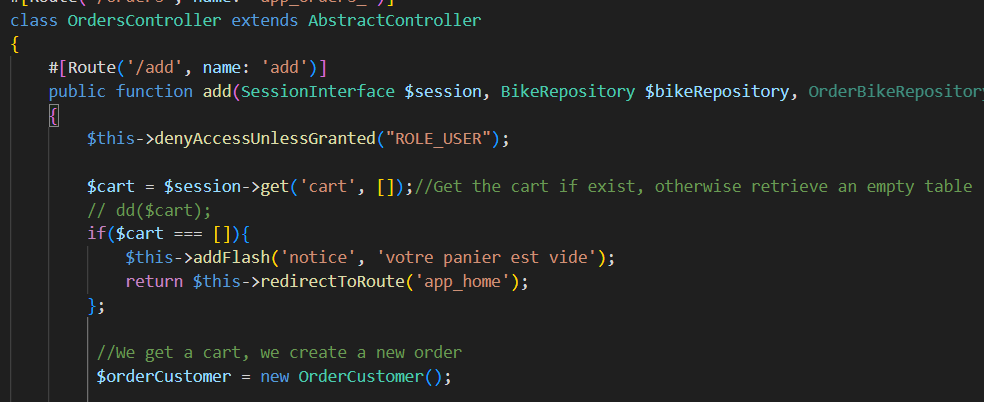 #[Route('/orders', name: 'app_orders_')]
class OrdersController extends AbstractController
{
#[Route('/add', name: 'add')]
public function add(SessionInterface $session, BikeRepository $bikeRepository, OrderBikeRepository
{
$this->denyAccessUnlessGranted("ROLE_USER");
$cart = $session->get('cart', []);//Get the cart if exist, otherwise retrieve an empty table
// dd($cart);
if($cart === []){
$this->addFlash('notice', 'votre panier est vide');
return $this->redirectToRoute('app_home');
};
//We get a cart, we create a new order
$orderCustomer = new OrderCustomer();